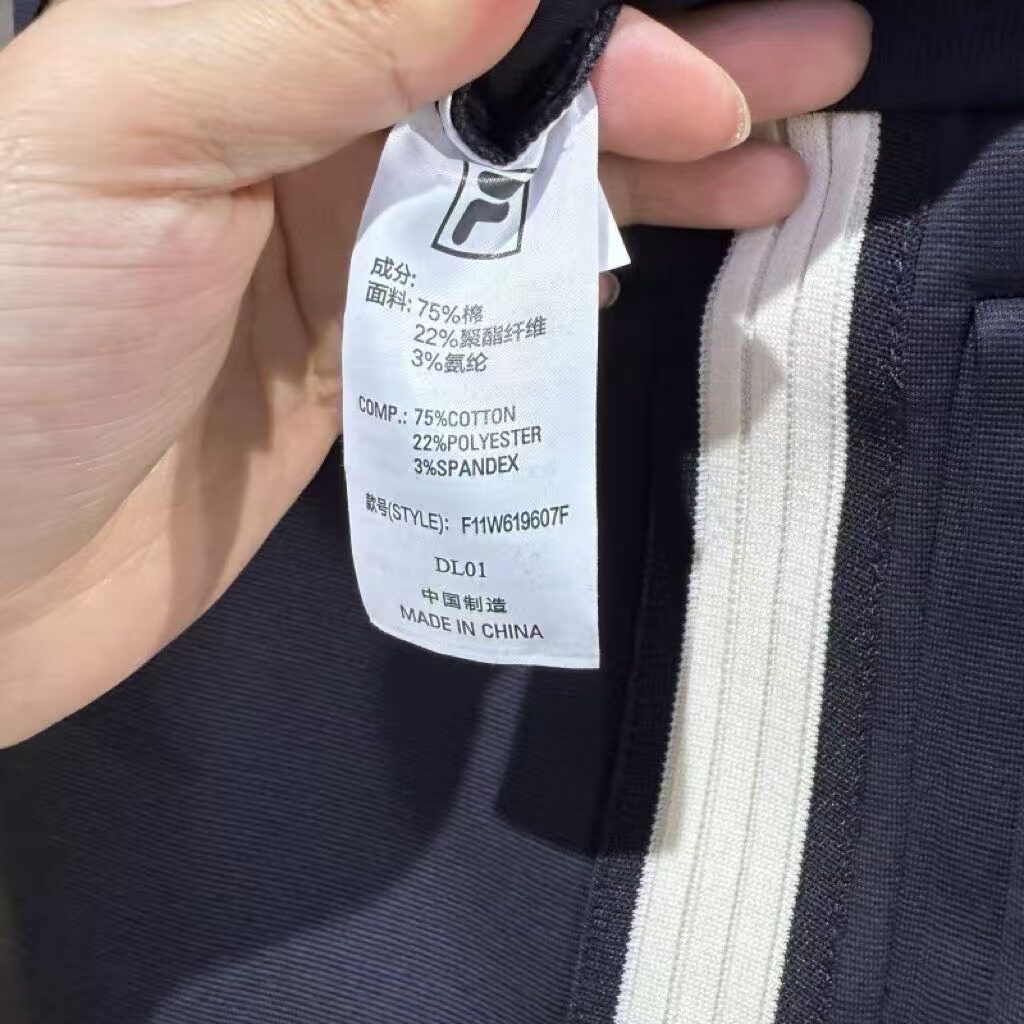 成分:
面料: 75%棉
22%聚酯纤维
3%氨纶
COMP.: 75%COTTON
22%POLYESTER
3%SPANDEX
款号(STYLE): F11W619607F
DL01
中国制造
MADE IN CHINA